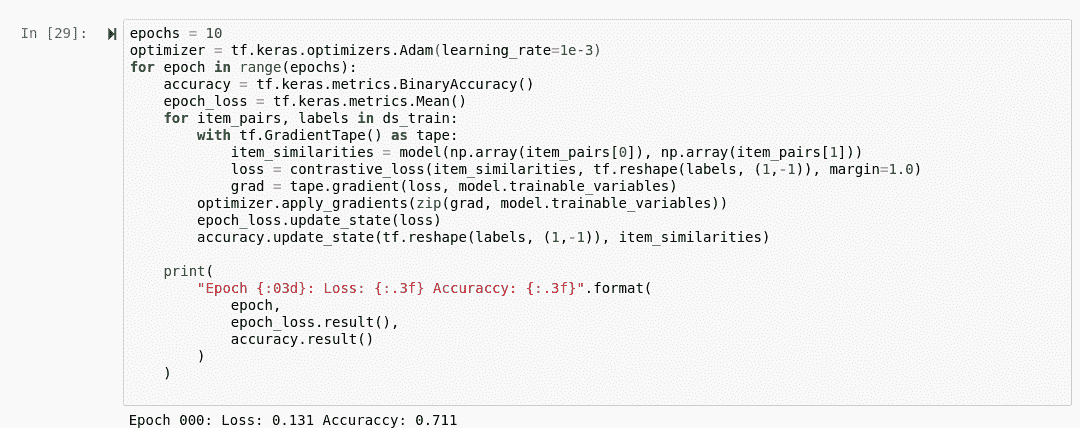 In [29]:
epochs = 10
optimizer = tf.keras.optimizers.Adam(learning_rate=1e-3)
for epoch in range(epochs):
    accuracy = tf.keras.metrics.BinaryAccuracy()
    epoch_loss = tf.keras.metrics.Mean()
    for item_pairs, labels in ds_train:
        with tf.GradientTape() as tape:
            item_similarities = model(np.array(item_pairs[0]), np.array(item_pairs[1]))
            loss = contrastive_loss(item_similarities, tf.reshape(labels, (1,-1)), margin=1.0)
            grad = tape.gradient(loss, model.trainable_variables)
        optimizer.apply_gradients(zip(grad, model.trainable_variables))
        epoch_loss.update_state(loss)
        accuracy.update_state(tf.reshape(labels, (1,-1)), item_similarities)
    print(
        "Epoch {:03d}: Loss: {:.3f} Accuraccy: {:.3f}".format(
            epoch,
            epoch_loss.result(),
            accuracy.result()
        )
    )
Epoch 000: Loss: 0.131 Accuraccy: 0.711